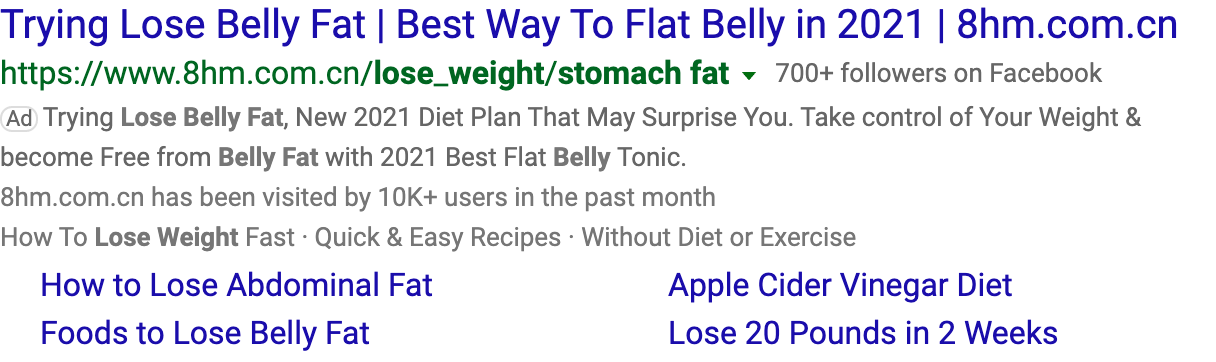 Trying Lose Belly Fat | Best Way To Flat Belly in 2021 | 8hm.com.cn
https://www.8hm.com.cn/lose_weight/stomach fat 700+ followers on Facebook
Ad Trying Lose Belly Fat, New 2021 Diet Plan That May Surprise You. Take control of Your Weight &
become Free from Belly Fat with 2021 Best Flat Belly Tonic.
8hm.com.cn has been visited by 10K+ users in the past month
How To Lose Weight Fast · Quick & Easy Recipes · Without Diet or Exercise
How to Lose Abdominal Fat
Apple Cider Vinegar Diet
Foods to Lose Belly Fat
Lose 20 Pounds in 2 Weeks